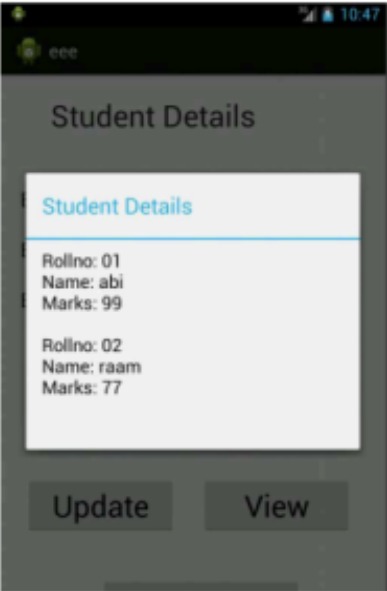 10:47
eee
Student Details
Student Details
Rollno: 01
Name: abi
Marks: 99
Rollno: 02
Name: raam
Marks: 77
Update
View